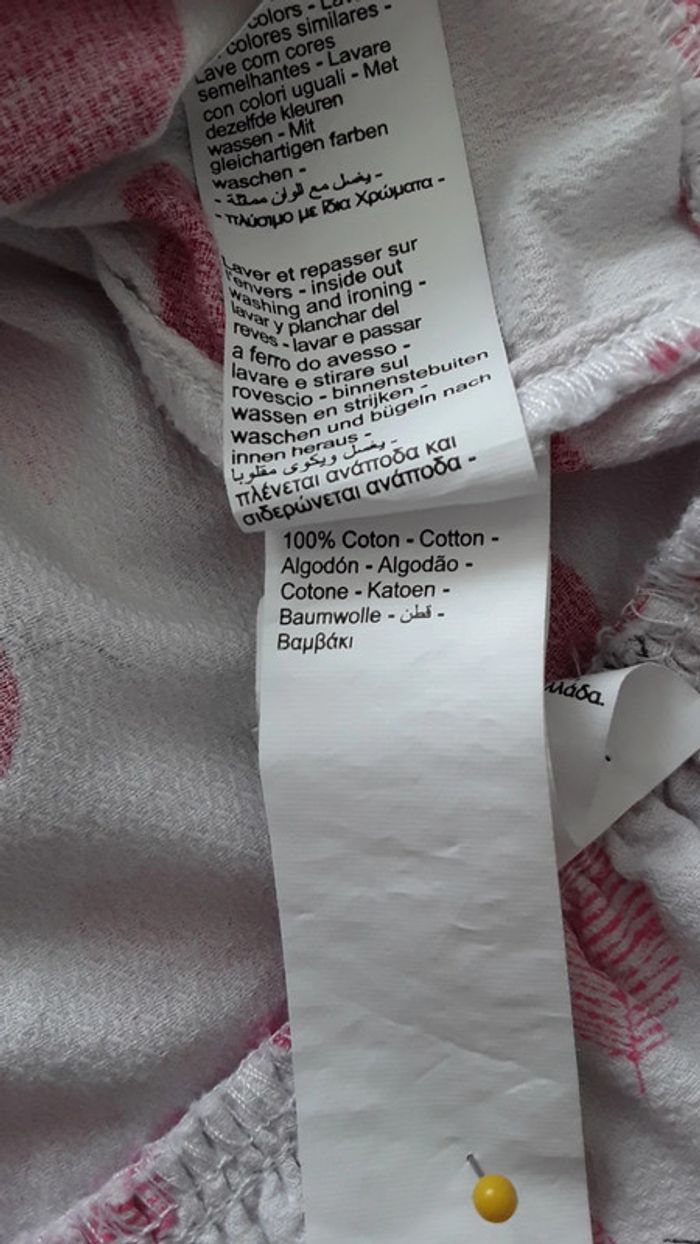 colors -
colores similares -
Lave com cores
semelhantes - Lavare
con colori uguali - Met
dezelfde kleuren
wassen - Mit
gleichartigen farben
waschen -
- يغسل مع الوان مماثلة -
- πλύσιμο με ίδια Χρώματα -
Laver et repasser sur
l'envers - inside out
washing and ironing -
lavar y planchar del
reves - lavar e passar
a ferro do avesso -
lavare e stirare sul
rovescio - binnenstebuiten
wassen en strijken -
waschen und bügeln nach
innen heraus -
يغسل ويكوى مقلوبا -
πλένεται ανάποδα και
σιδερώνεται ανάποδα -
100% Coton - Cotton -
Algodón - Algodão -
Cotone - Katoen -
Baumwolle - قطن -
Βαμβάκι